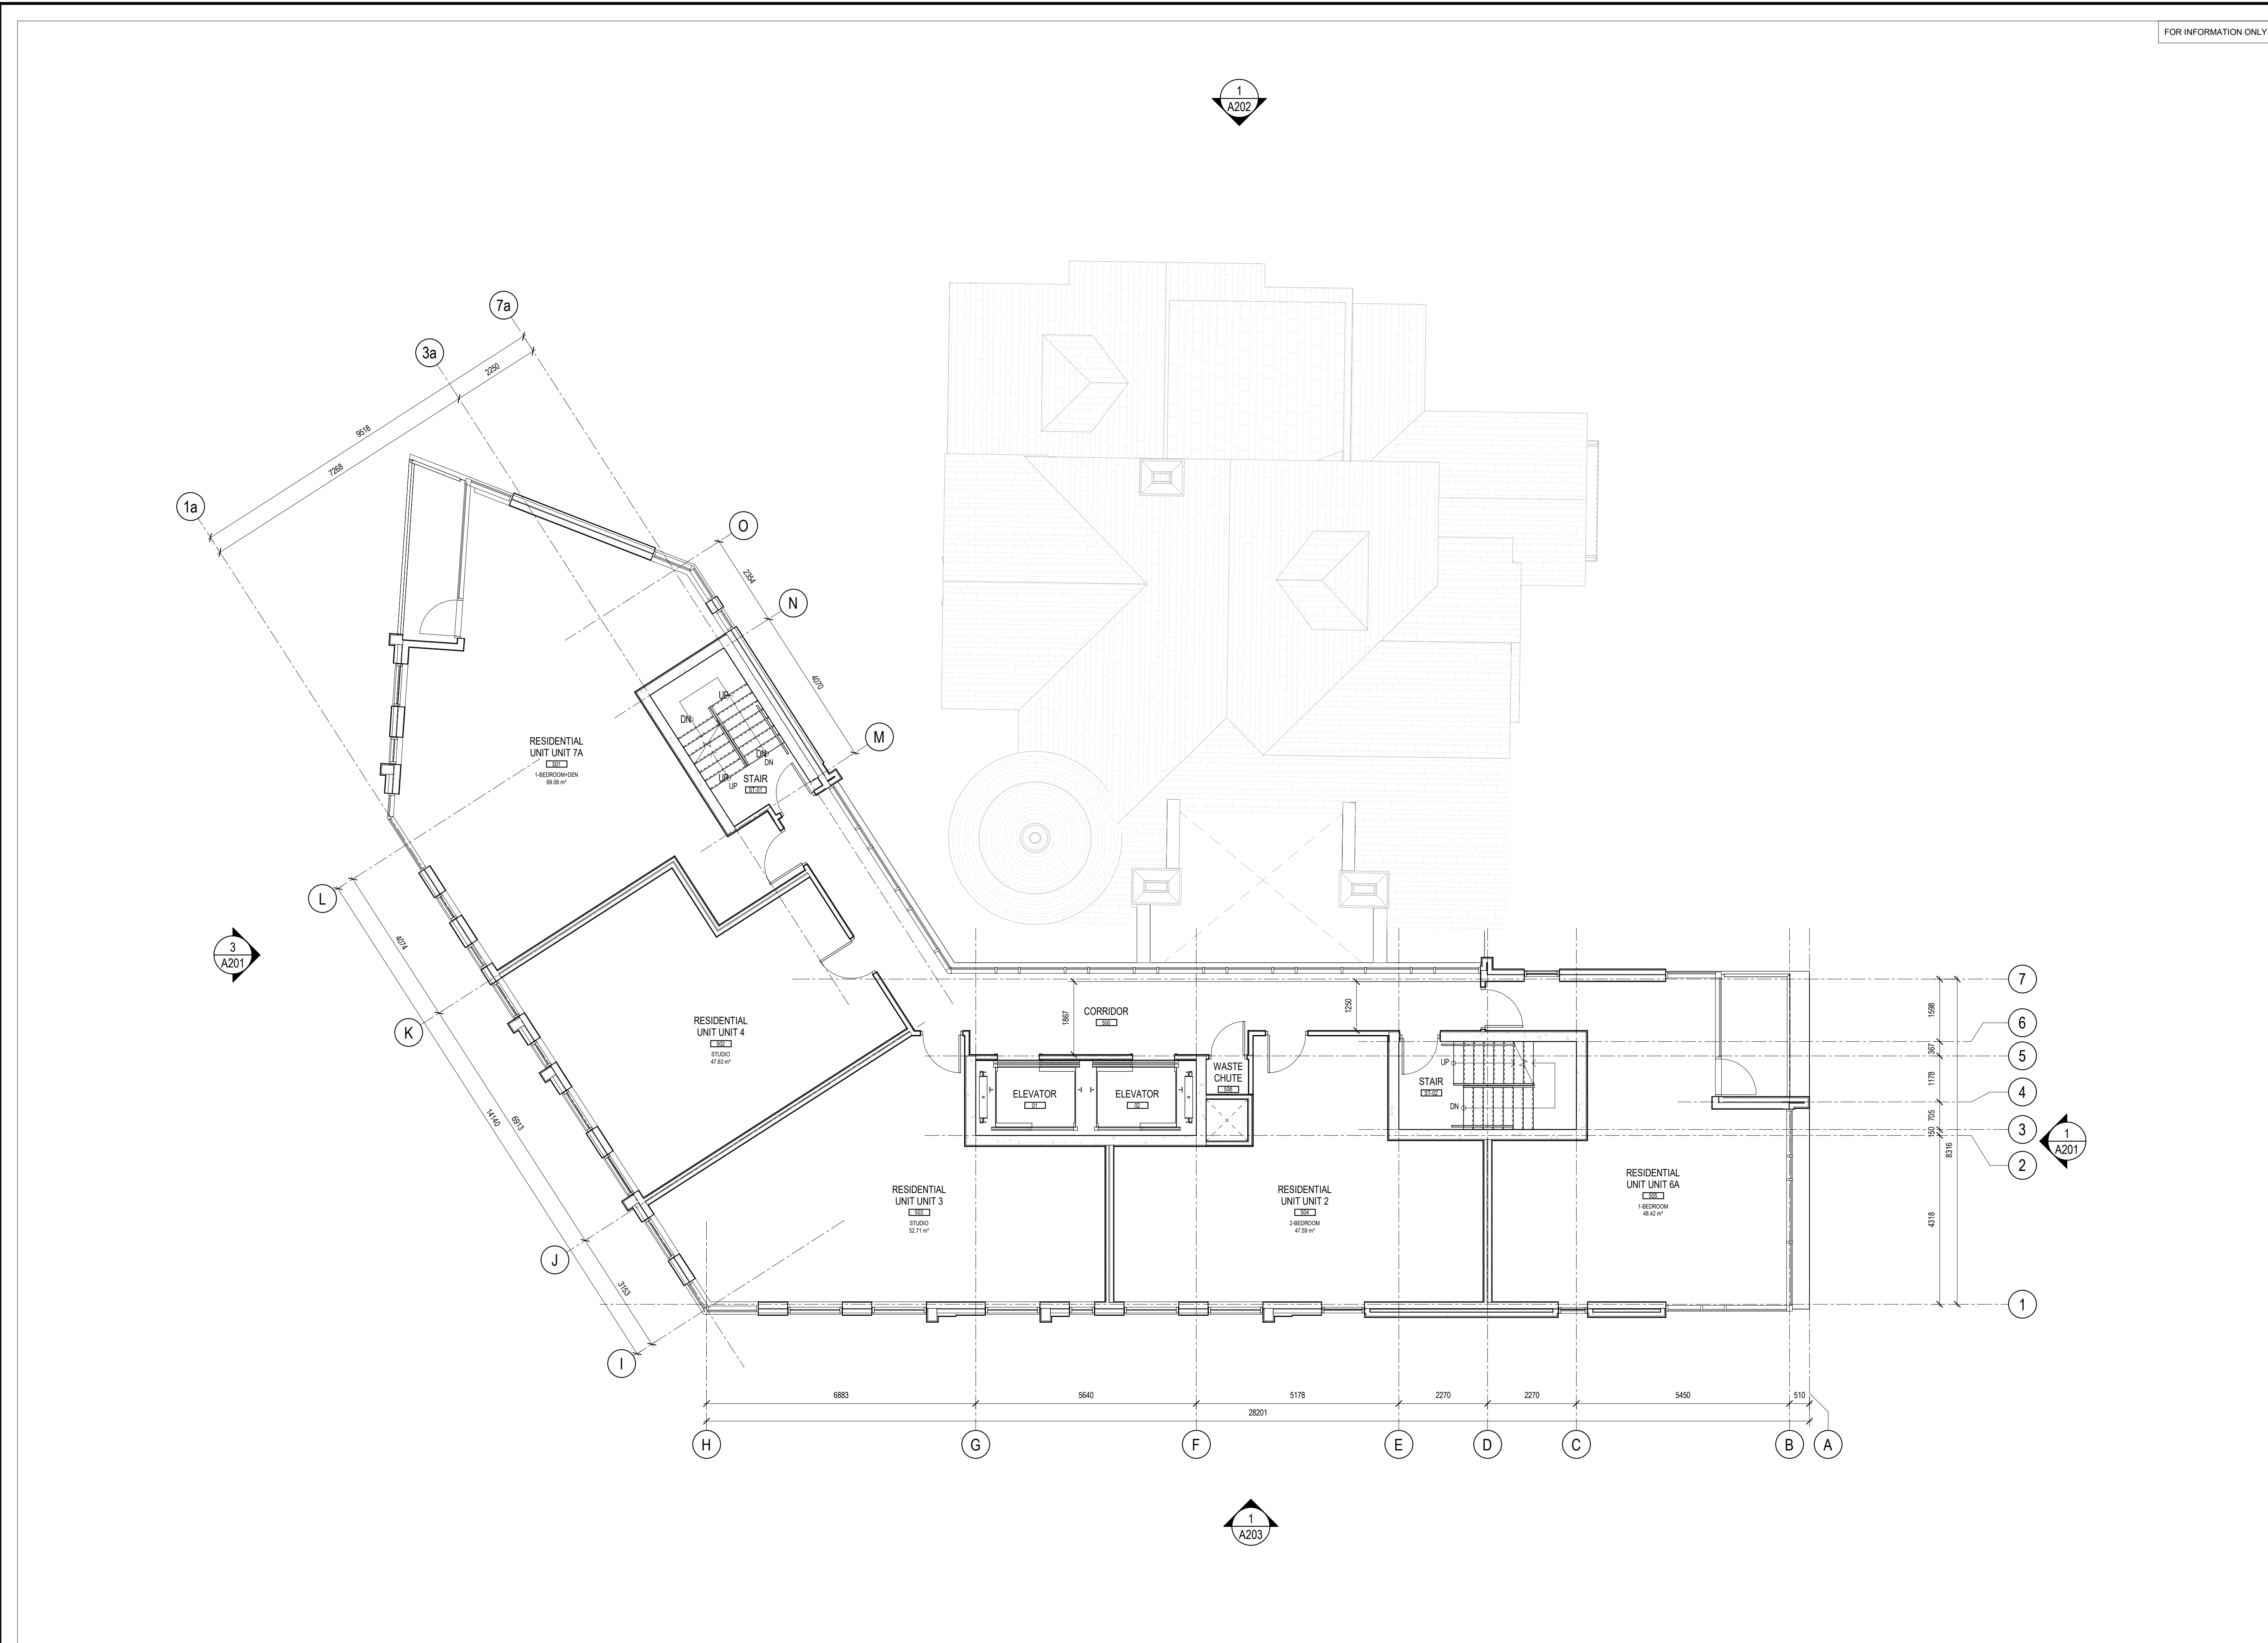 FOR INFORMATION ONLY
1
A202
7a
3a
2250
9518
7268
1a
O
2354
N
4070
M
UP
DN
DN
DN
UP
UP
STAIR
ST-01
RESIDENTIAL
UNIT UNIT 7A
501
1-BEDROOM+DEN
69.06 m²
L
3
A201
4074
K
RESIDENTIAL
UNIT UNIT 4
502
STUDIO
47.63 m²
14140
6913
J
3153
I
1867
CORRIDOR
500
1250
ELEVATOR
01
ELEVATOR
02
WASTE
CHUTE
506
UP
STAIR
ST-02
DN
RESIDENTIAL
UNIT UNIT 3
503
STUDIO
52.71 m²
RESIDENTIAL
UNIT UNIT 2
504
2-BEDROOM
47.59 m²
RESIDENTIAL
UNIT UNIT 6A
505
1-BEDROOM
48.42 m²
1598
367
1178
705
150
8316
4318
7
6
5
4
3
2
1
1
A201
6883
5640
5178
2270
2270
5450
510
28201
H
G
F
E
D
C
B
A
1
A203